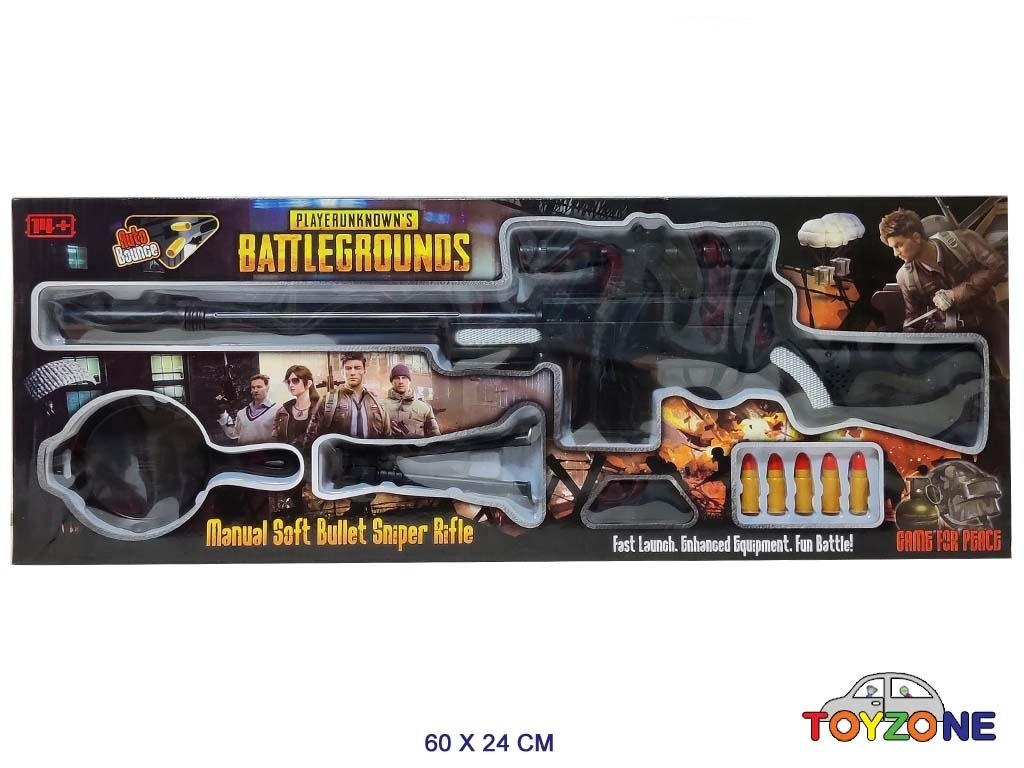 14+
Auto
Bounce
PLAYERUNKNOWN'S
BATTLEGROUNDS
Manual Soft Bullet Sniper Rifle
Fast Launch. Enhanced Equipment. Fun Battle!
GAME FOR PEACE
TOYZONE
60 X 24 CM